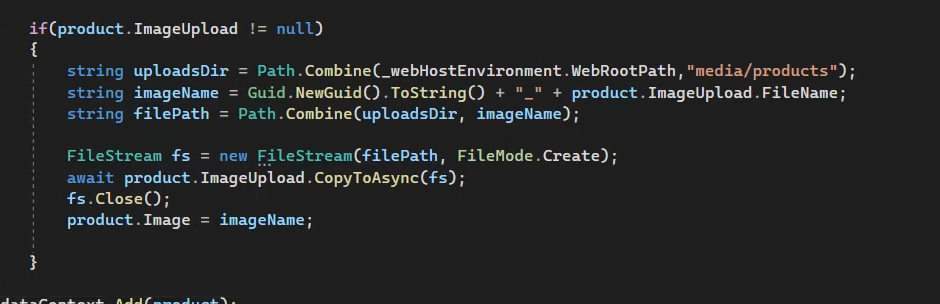 if(product.ImageUpload != null)
{
string uploadsDir = Path.Combine(_webHostEnvironment.WebRootPath,"media/products");
string imageName = Guid.NewGuid().ToString() + "_" + product.ImageUpload.FileName;
string filePath = Path.Combine(uploadsDir, imageName);
FileStream fs = new FileStream(filePath, FileMode.Create);
await product.ImageUpload.CopyToAsync(fs);
fs.Close();
product.Image = imageName;
}
dataContext.Add(product);